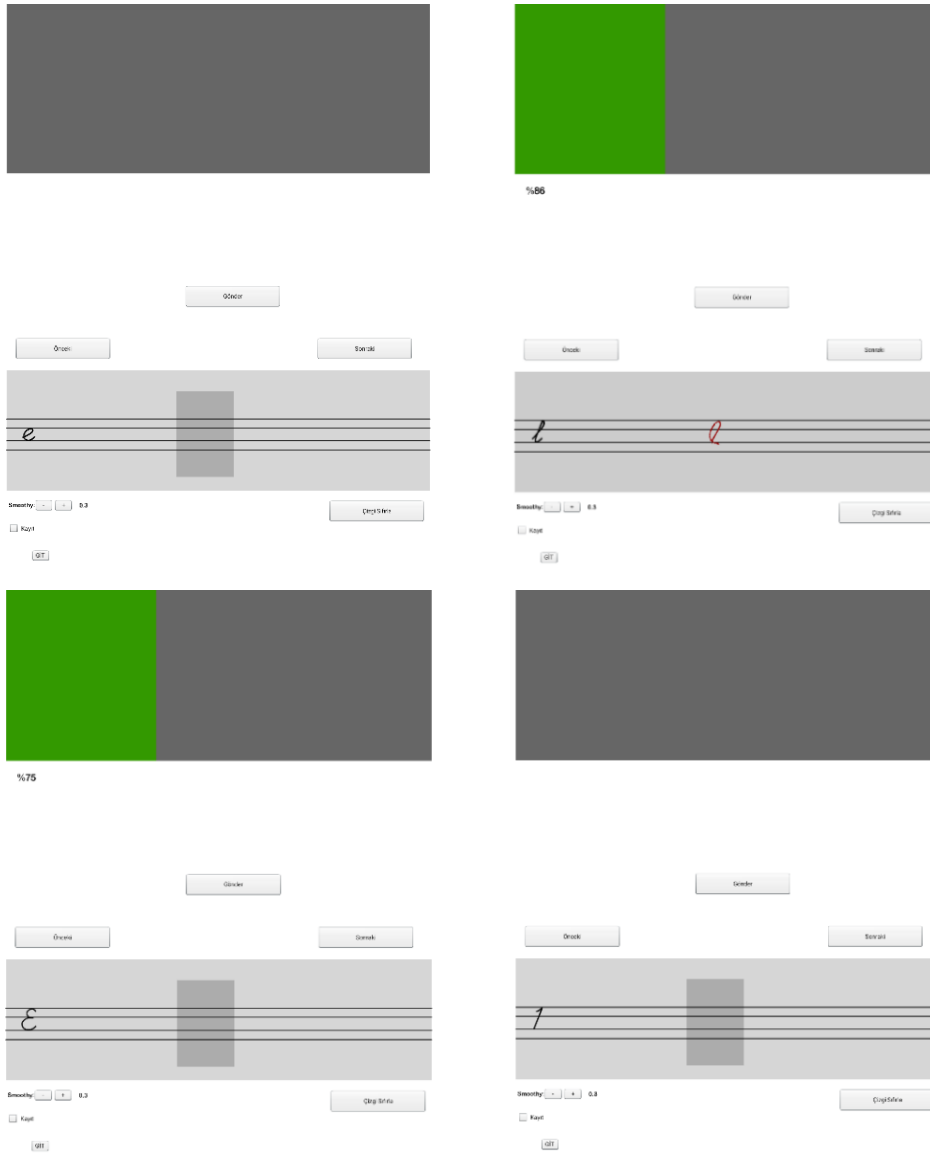 %86
Gönder
Önceki Sonraki
e
Smoothy: - + 0.3
Çizgi Sıfırla
Kayıt
GİT
Gönder
Önceki Sonraki
l l
Smoothy: - + 0.3
Çizgi Sıfırla
Kayıt
GİT
%75
Gönder
Önceki Sonraki
Ɛ
Smoothy: - + 0.3
Çizgi Sıfırla
Kayıt
GİT
Gönder
Önceki Sonraki
1
Smoothy: - + 0.3
Çizgi Sıfırla
Kayıt
GİT